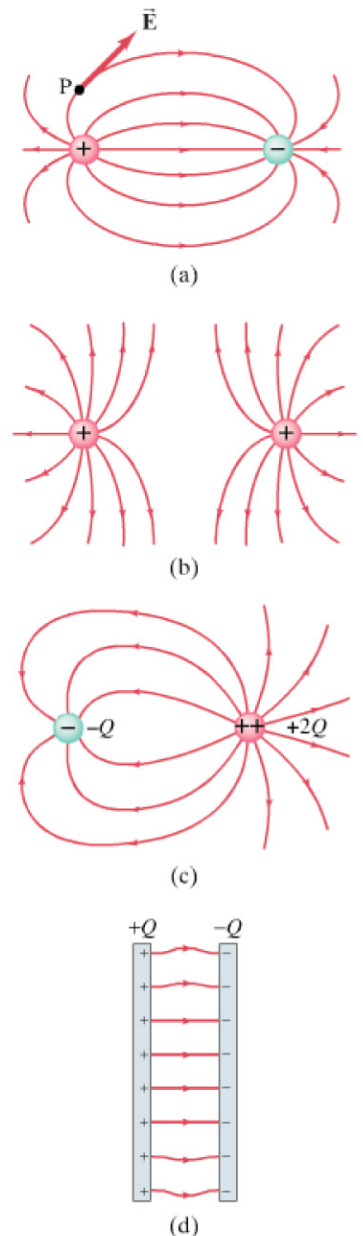 E
P
+ −
(a)
+ +
(b)
− −Q ++ +2Q
(c)
+Q −Q
+ −
+ −
+ −
+ −
+ −
+ −
+ −
+ −
(d)